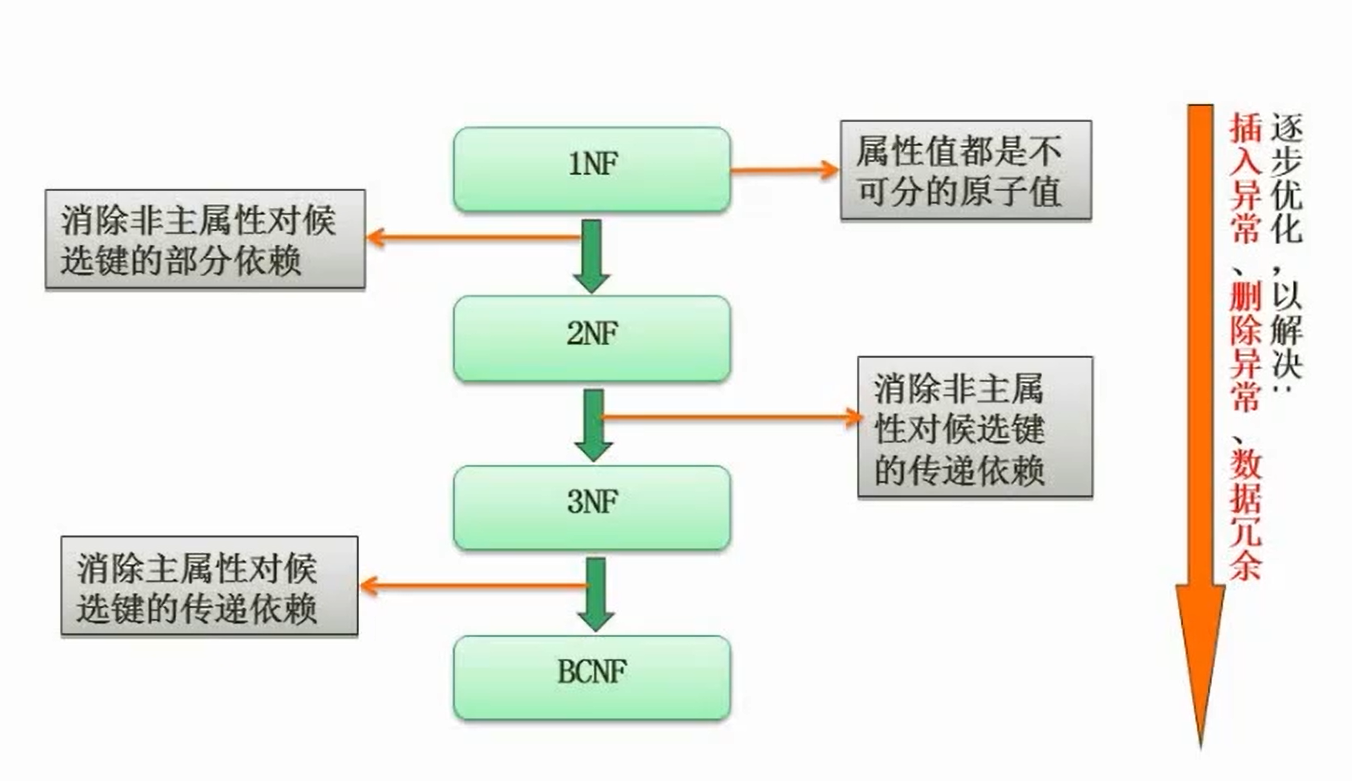 1NF
属性值都是不
可分的原子值
消除非主属性对候
选键的部分依赖
2NF
消除非主属
性对候选键
的传递依赖
3NF
消除主属性对候
选键的传递依赖
BCNF
逐步优化,以解决:
插入异常、删除异常、数据冗余